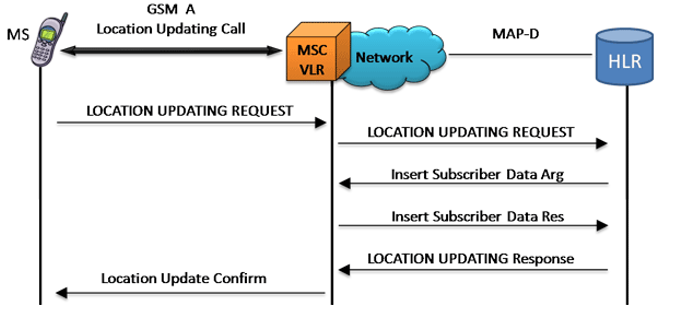 GSM A
MS
Location Updating Call
MSC
VLR
Network
MAP-D
HLR
LOCATION UPDATING REQUEST
LOCATION UPDATING REQUEST
Insert Subscriber Data Arg
Insert Subscriber Data Res
LOCATION UPDATING Response
Location Update Confirm